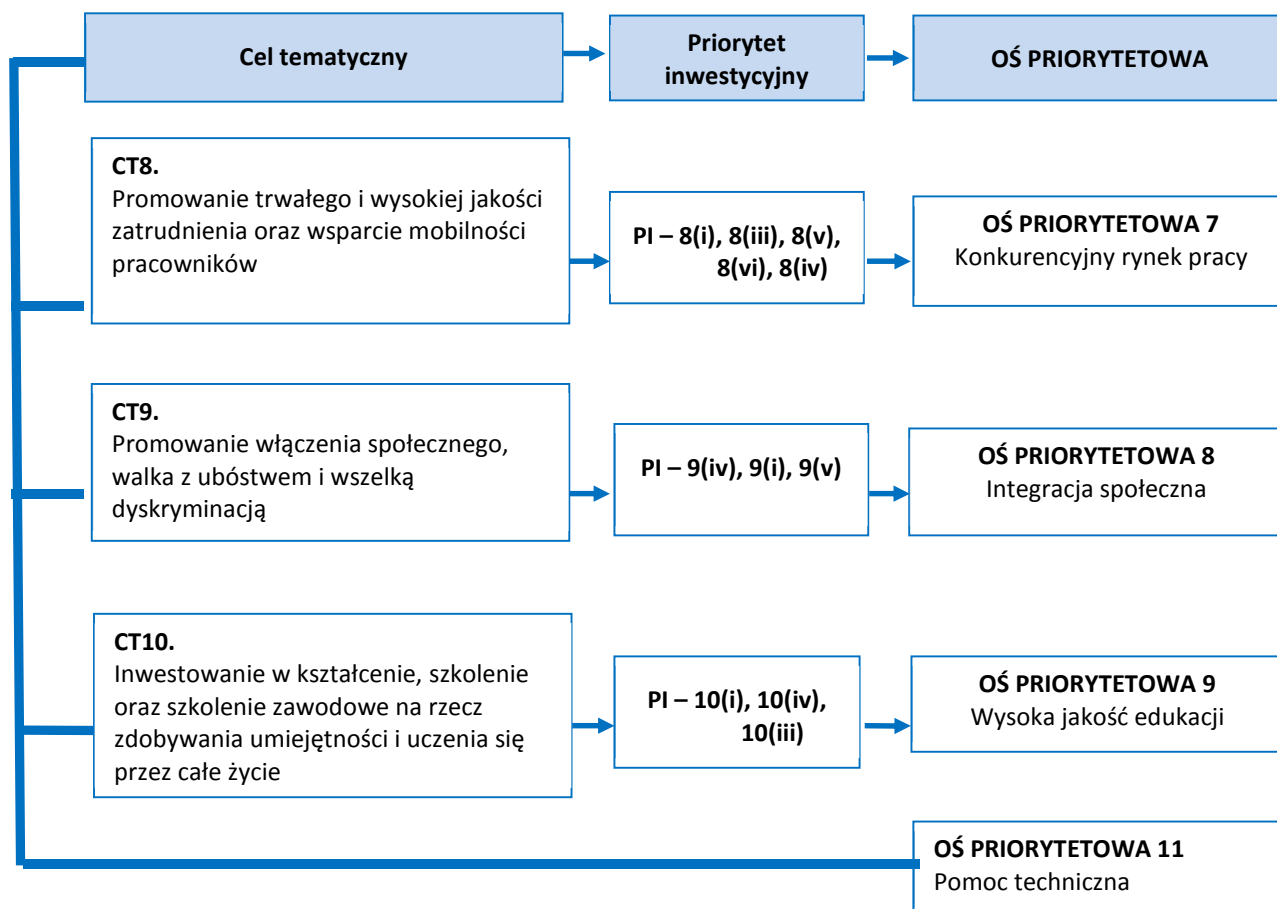 Cel tematyczny
Priorytet
inwestycyjny
OŚ PRIORYTETOWA
CT8.
Promowanie trwałego i wysokiej jakości
zatrudnienia oraz wsparcie mobilności
pracowników
PI – 8(i), 8(iii), 8(v),
8(vi), 8(iv)
OŚ PRIORYTETOWA 7
Konkurencyjny rynek pracy
CT9.
Promowanie włączenia społecznego,
walka z ubóstwem i wszelką
dyskryminacją
PI – 9(iv), 9(i), 9(v)
OŚ PRIORYTETOWA 8
Integracja społeczna
CT10.
Inwestowanie w kształcenie, szkolenie
oraz szkolenie zawodowe na rzecz
zdobywania umiejętności i uczenia się
przez całe życie
PI – 10(i), 10(iv),
10(iii)
OŚ PRIORYTETOWA 9
Wysoka jakość edukacji
OŚ PRIORYTETOWA 11
Pomoc techniczna